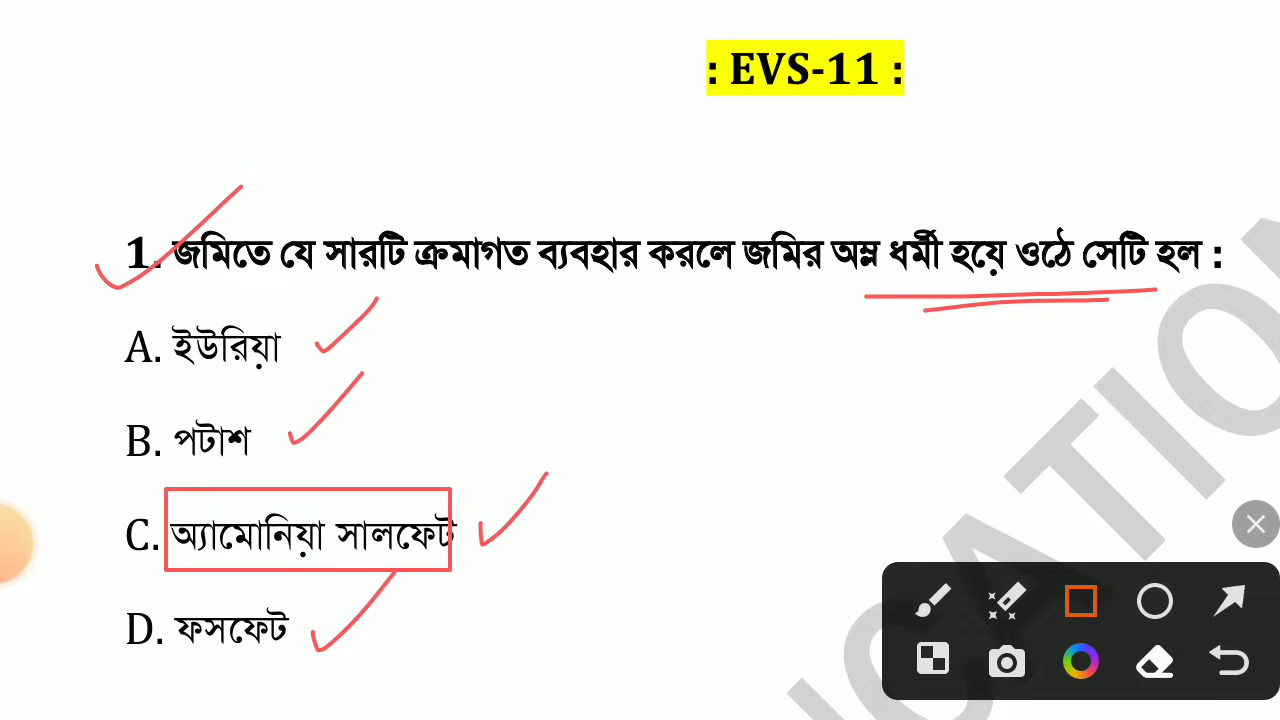 : EVS-11 :
1. জমিতে যে সারটি ক্রমাগত ব্যবহার করলে জমির অম্ল ধর্মী হয়ে ওঠে সেটি হল :
A. ইউরিয়া
B. পটাশ
C. অ্যামোনিয়া সালফেট
D. ফসফেট